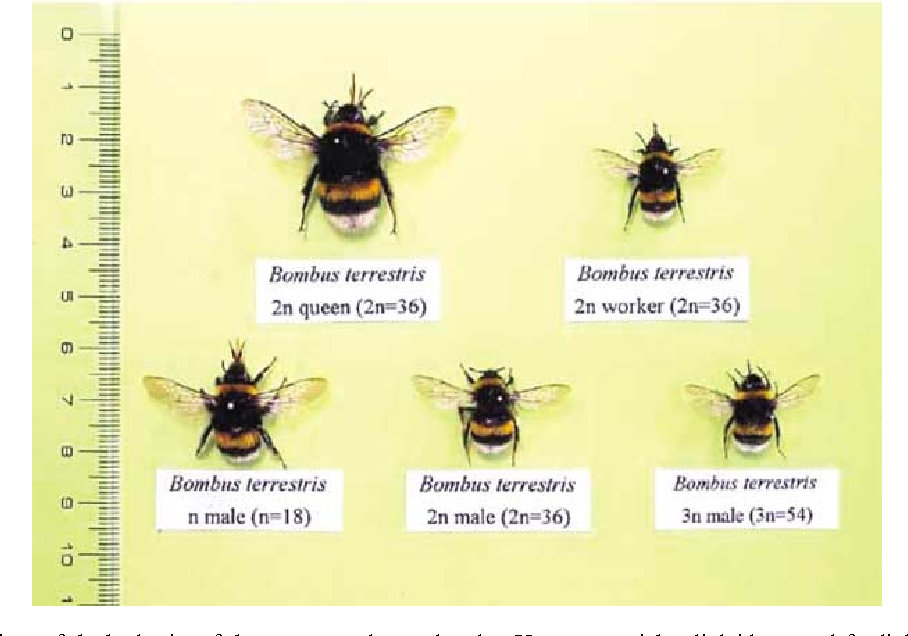 0
1
2
3
4
5
6
7
8
9
10
1
Bombus terrestris
2n queen (2n=36)
Bombus terrestris
2n worker (2n=36)
Bombus terrestris
n male (n=18)
Bombus terrestris
2n male (2n=36)
Bombus terrestris
3n male (3n=54)